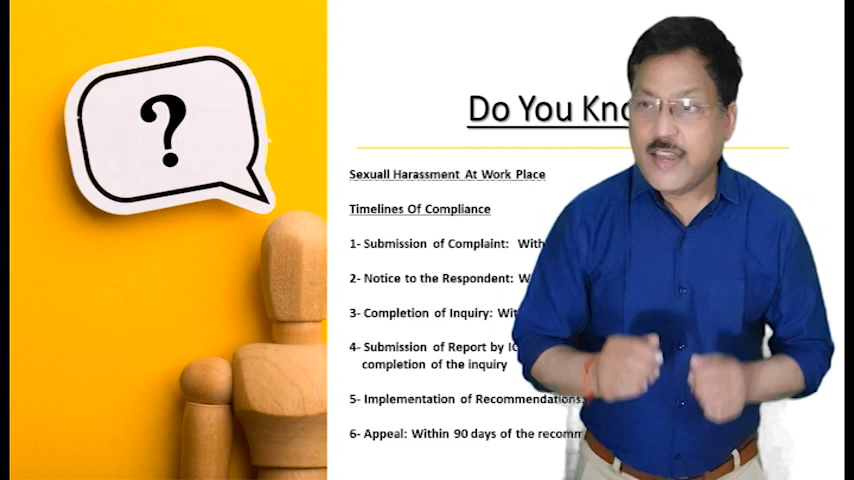 ?
Do You Kno
Sexuall Harassment At Work Place
Timelines Of Compliance
1- Submission of Complaint: With
2- Notice to the Respondent:
3- Completion of Inquiry:
4- Submission of Report by
completion of the inquiry
5- Implementation of Recommendations:
6- Appeal: Within 90 days of the recomm